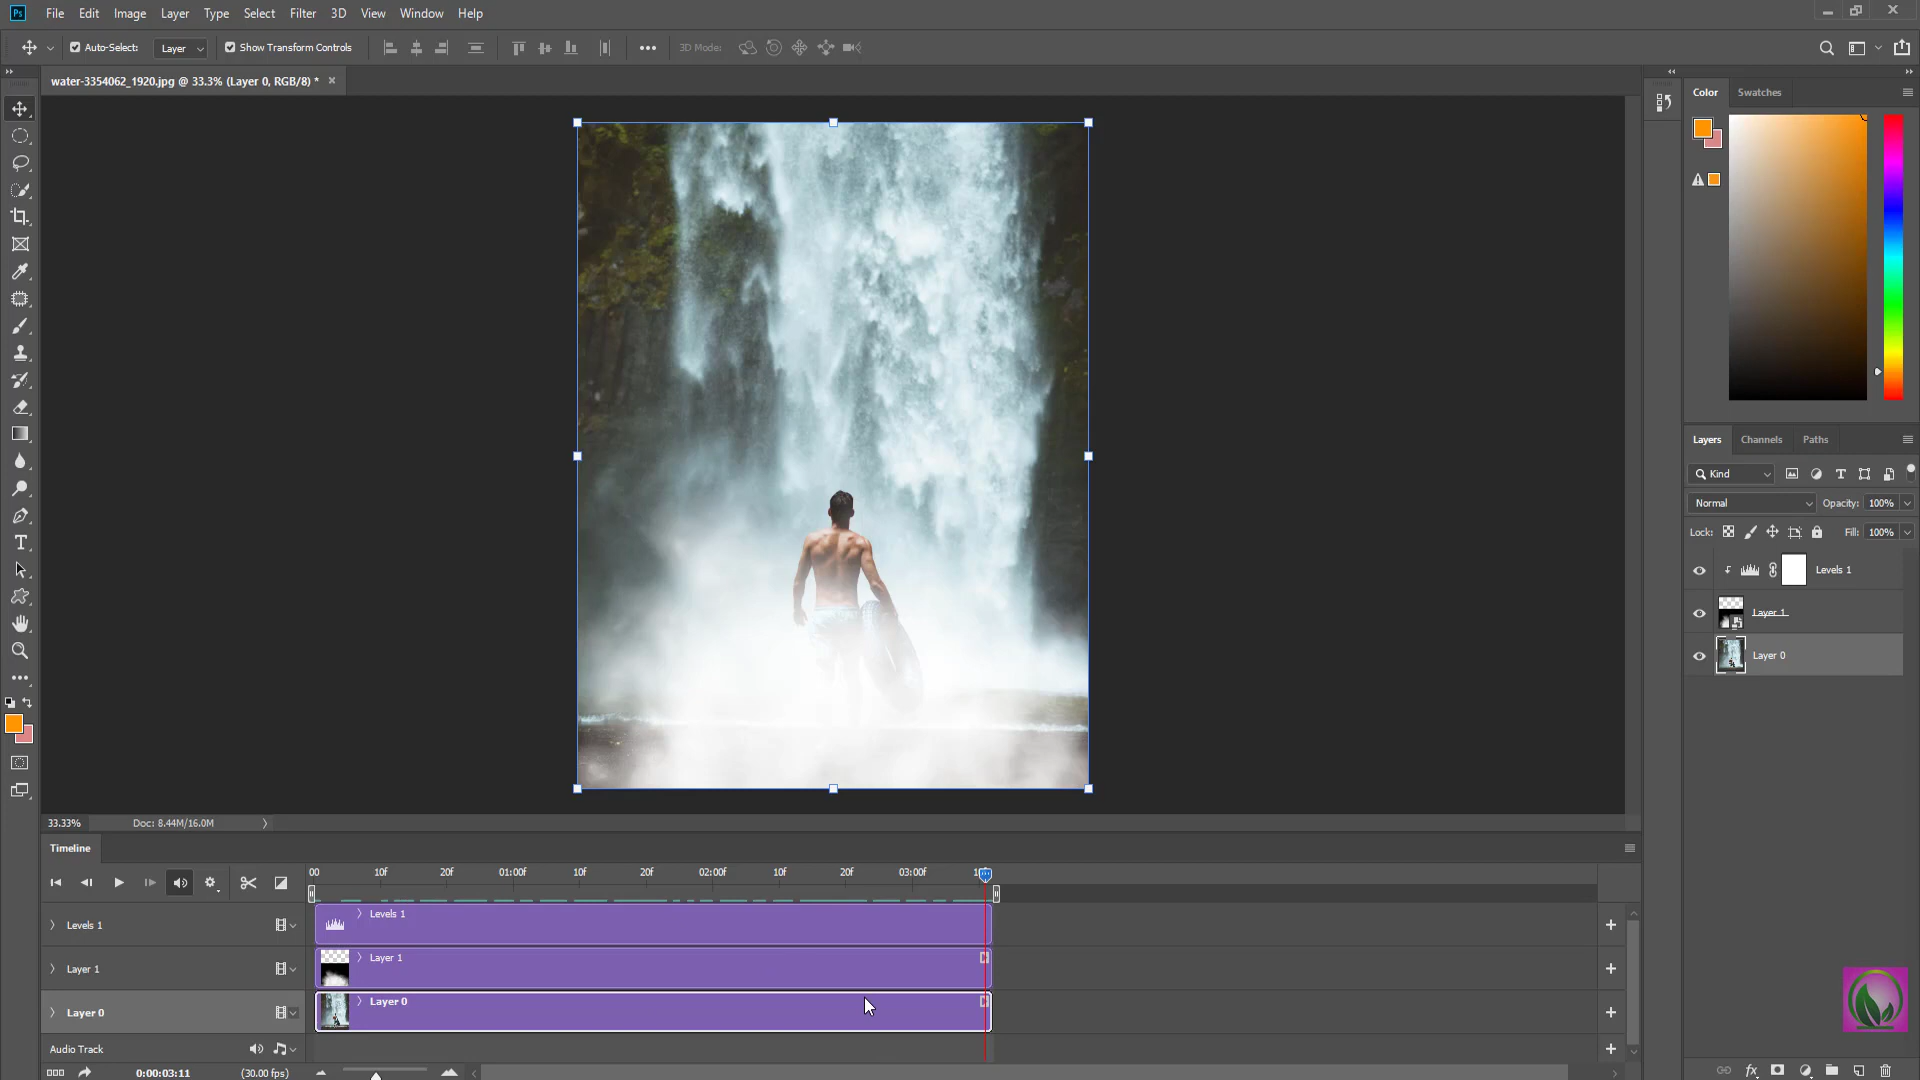 Ps File Edit Image Layer Type Select Filter 3D View Window Help
Auto-Select: Layer Show Transform Controls 3D Mode:
water-3354062_1920.jpg @ 33.3% (Layer 0, RGB/8) * ×
Color Swatches
Layers Channels Paths
Kind
Normal Opacity: 100%
Lock: Fill: 100%
Levels 1
Layer 1
Layer 0
33.33% Doc: 8.44M/16.0M
Timeline
00 10f 20f 01:00f 10f 20f 02:00f 10f 20f 03:00f
Levels 1 Levels 1
Layer 1 Layer 1
Layer 0 Layer 0
Audio Track
0:00:03:11 (30.00 fps)